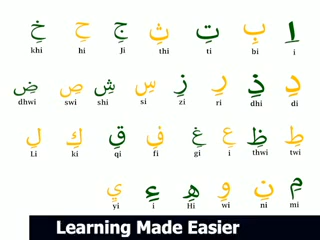 اِ بِ تِ ثِ جِ حِ خِ
khi hi Ji thi ti bi i
دِ ذِ رِ زِ سِ شِ صِ ضِ
dhwi swi shi si zi ri dhi di
طِ ظِ عِ غِ فِ قِ كِ لِ
Li ki qi fi gi i thwi twi
مِ نِ وِ هِ ءِ يِ
yi i Hi wi ni mi
Learning Made Easier